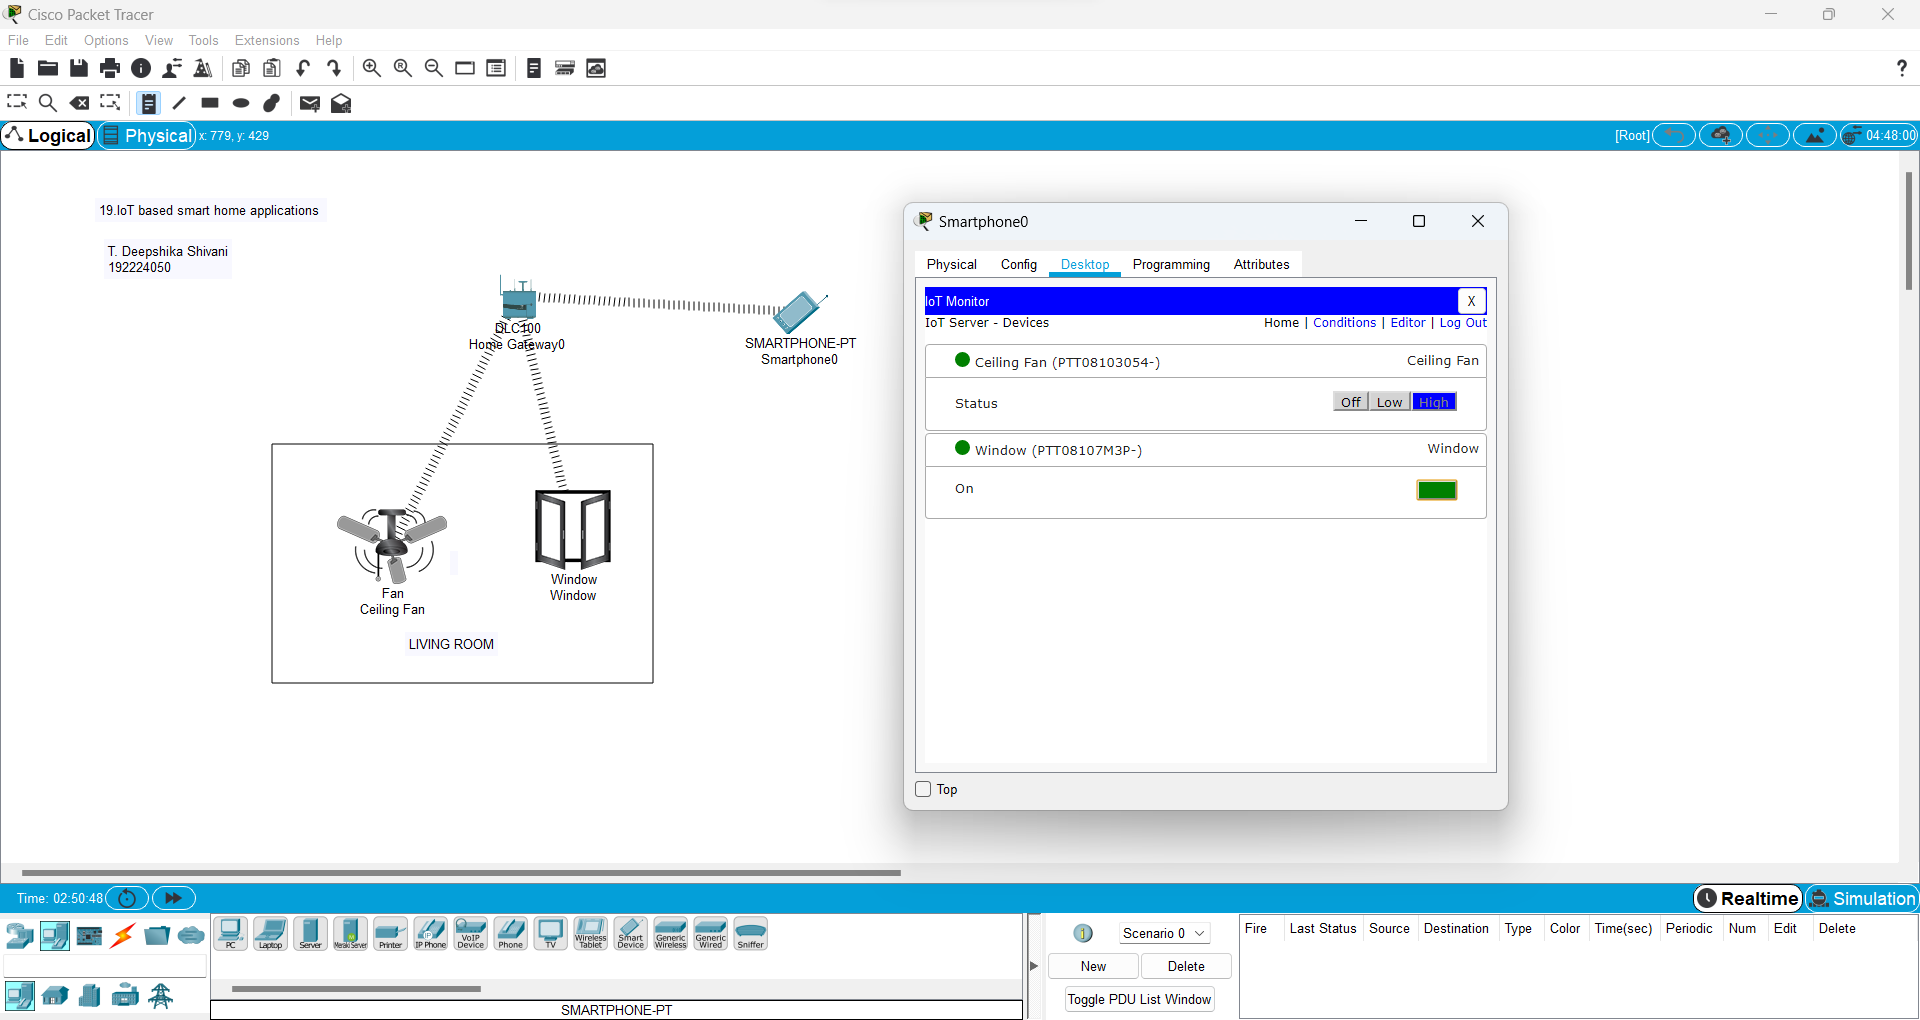 Cisco Packet Tracer
File Edit Options View Tools Extensions Help
Logical Physical x: 779, y: 429 [Root] 04:48:00
19.IoT based smart home applications
T. Deepshika Shivani
192224050
DLC100
Home Gateway0
SMARTPHONE-PT
Smartphone0
Fan
Ceiling Fan
Window
Window
LIVING ROOM
Smartphone0
Physical Config Desktop Programming Attributes
IoT Monitor X
IoT Server - Devices Home | Conditions | Editor | Log Out
Ceiling Fan (PTT08103054-) Ceiling Fan
Status Off Low High
Window (PTT08107M3P-) Window
On
Top
Time: 02:50:48 Realtime Simulation
PC Laptop Server Meraki Server Printer IP Phone VoIP Device Phone TV Wireless Tablet Smart Device Generic Wireless Generic Wired Sniffer
SMARTPHONE-PT
Scenario 0
New Delete
Toggle PDU List Window
Fire Last Status Source Destination Type Color Time(sec) Periodic Num Edit Delete